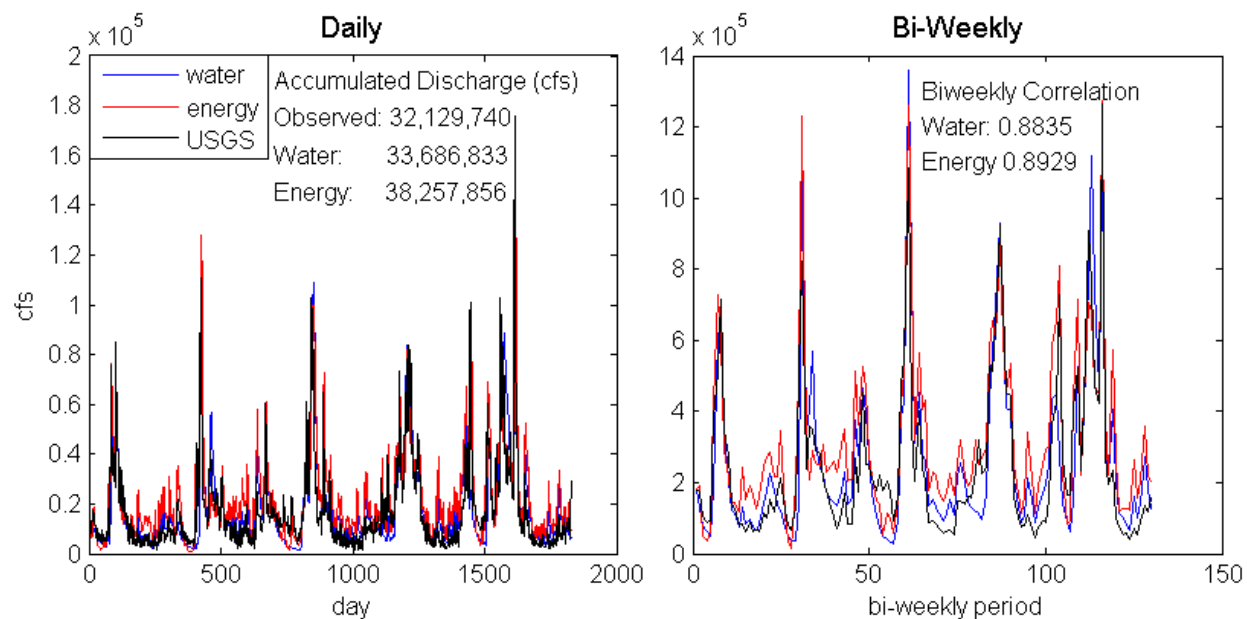 Daily
× 10^5
2
1.8
1.6
1.4
1.2
1
0.8
0.6
0.4
0.2
0
cfs
water
energy
USGS
Accumulated Discharge (cfs)
Observed: 32,129,740
Water: 33,686,833
Energy: 38,257,856
0 500 1000 1500 2000
day
Bi-Weekly
× 10^5
14
12
10
8
6
4
2
0
Biweekly Correlation
Water: 0.8835
Energy 0.8929
0 50 100 150
bi-weekly period